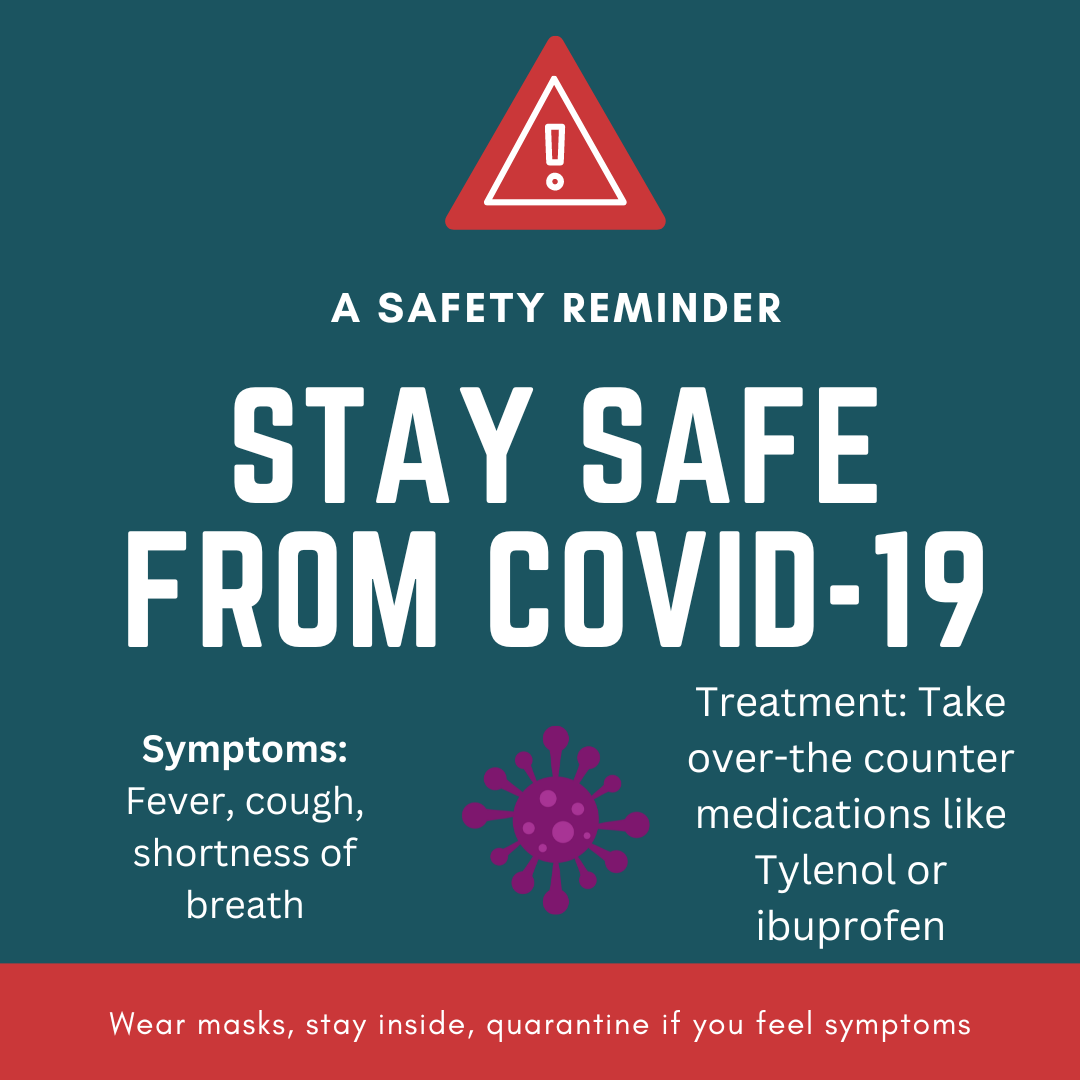 A SAFETY REMINDER
STAY SAFE
FROM COVID-19
Symptoms:
Fever, cough,
shortness of
breath
Treatment: Take
over-the counter
medications like
Tylenol or
ibuprofen
Wear masks, stay inside, quarantine if you feel symptoms